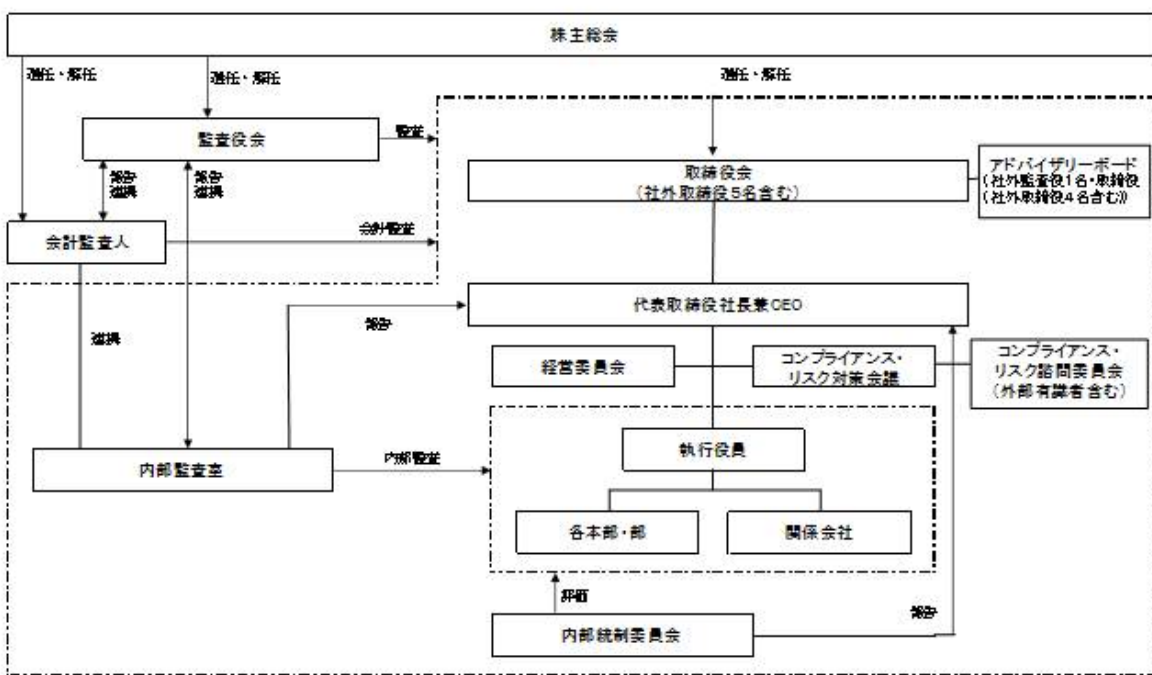 株主総会
選任・解任
選任・解任
選任・解任
監査役会
監査
取締役会
(社外取締役5名含む)
アドバイザリーボード
(社外監査役1名・取締役
(社外取締役4名含む))
報告
連携
報告
連携
会計監査人
会計監査
代表取締役社長兼CEO
報告
連携
経営委員会
コンプライアンス・
リスク対策会議
コンプライアンス・
リスク諮問委員会
(外部有識者含む)
執行役員
内部監査室
内部監査
各本部・部
関係会社
評価
内部統制委員会
報告